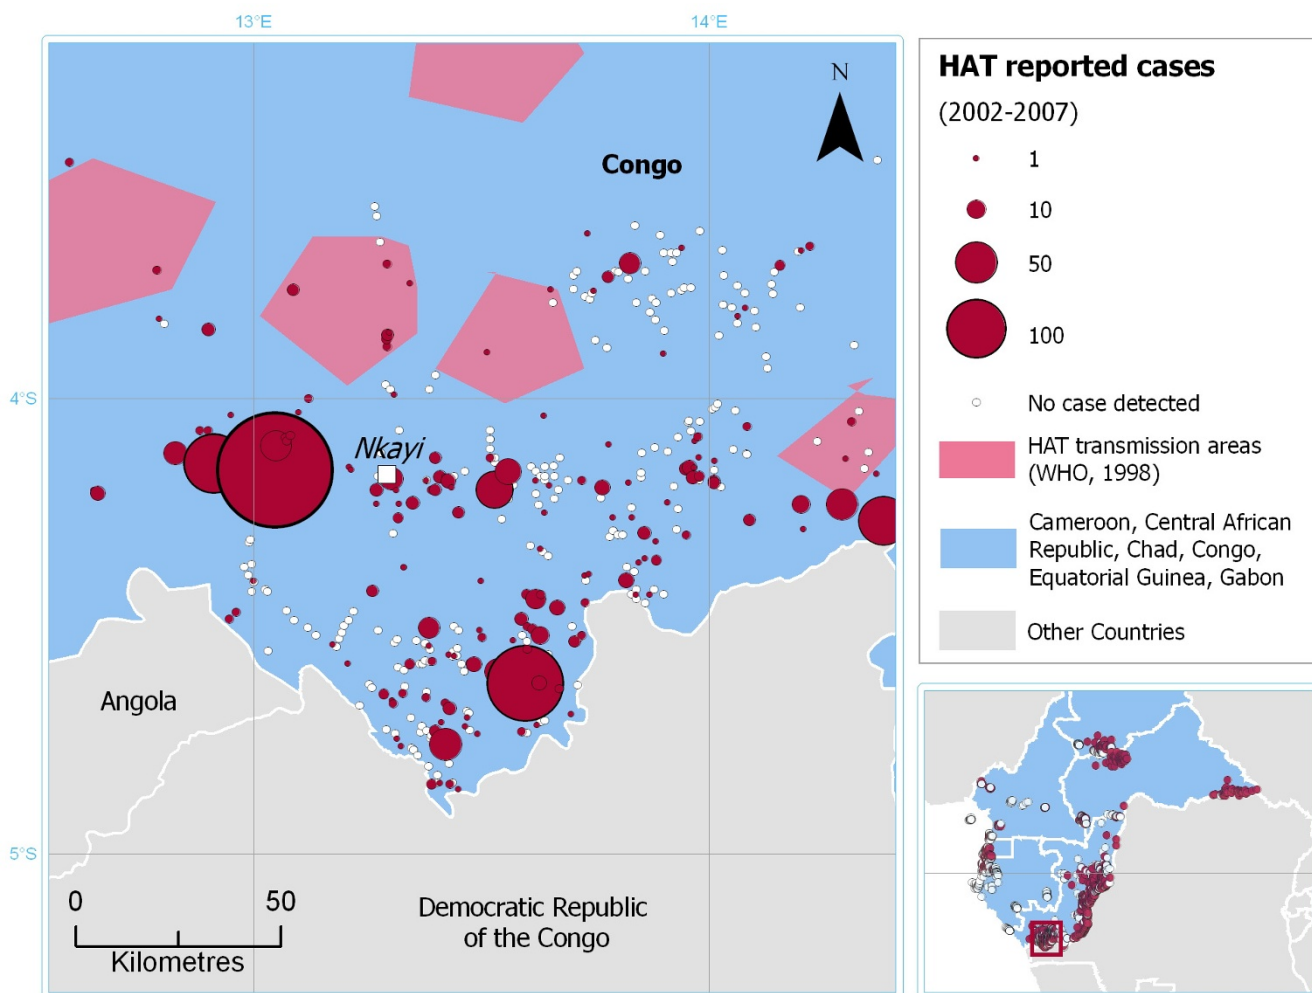 13°E
14°E
4°S
5°S
N
Congo
Nkayi
Angola
Democratic Republic
of the Congo
0
50
Kilometres
HAT reported cases
(2002-2007)
1
10
50
100
No case detected
HAT transmission areas
(WHO, 1998)
Cameroon, Central African
Republic, Chad, Congo,
Equatorial Guinea, Gabon
Other Countries